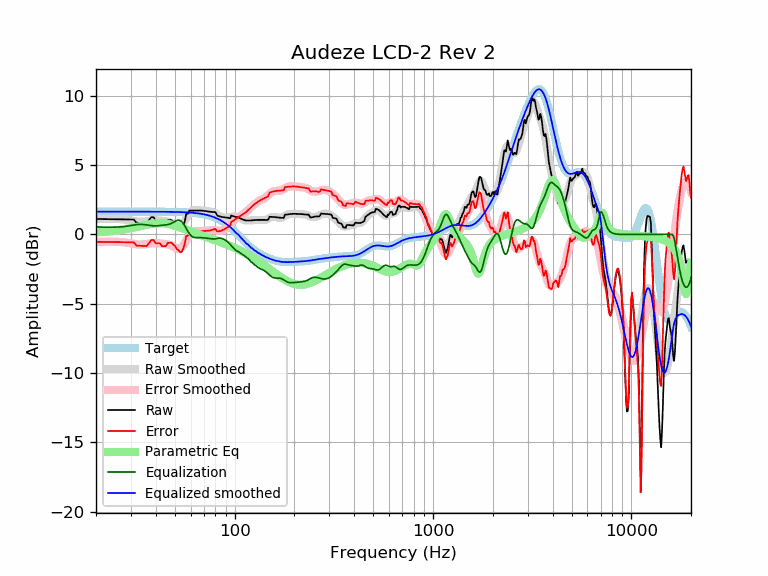 Audeze LCD-2 Rev 2
10
5
0
−5
−10
−15
−20
Amplitude (dBr)
Target
Raw Smoothed
Error Smoothed
Raw
Error
Parametric Eq
Equalization
Equalized smoothed
100
1000
10000
Frequency (Hz)